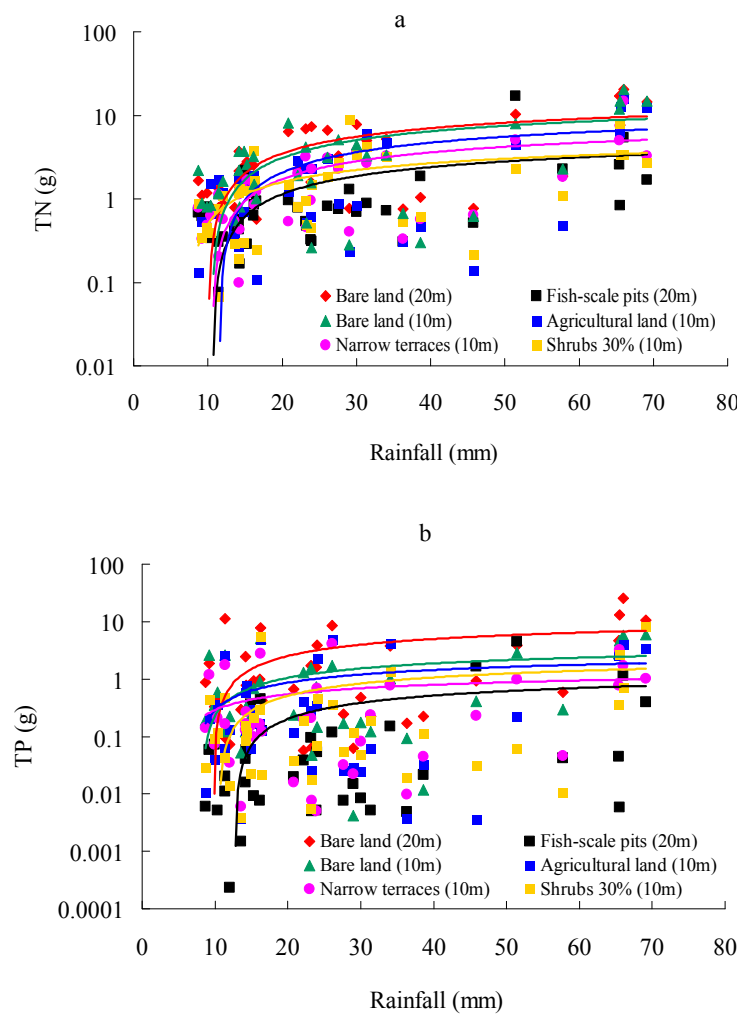 a
100
10
1
0.1
0.01
TN (g)
Bare land (20m) Fish-scale pits (20m)
Bare land (10m) Agricultural land (10m)
Narrow terraces (10m) Shrubs 30% (10m)
0 10 20 30 40 50 60 70 80
Rainfall (mm)
b
100
10
1
0.1
0.01
0.001
0.0001
TP (g)
Bare land (20m) Fish-scale pits (20m)
Bare land (10m) Agricultural land (10m)
Narrow terraces (10m) Shrubs 30% (10m)
0 10 20 30 40 50 60 70 80
Rainfall (mm)